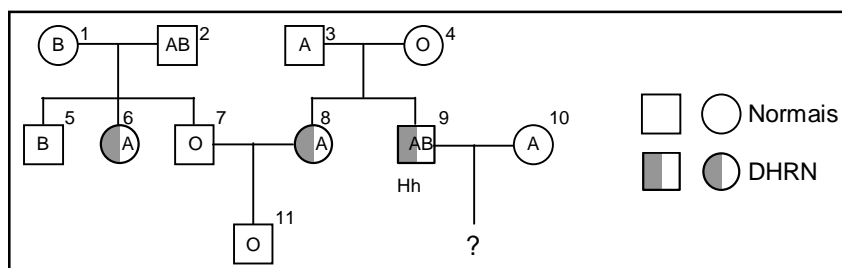 B 1 AB 2 A 3 O 4
B 5 A 6 O 7 A 8 AB 9 A 10 Normais
Hh DHRN
O 11 ?